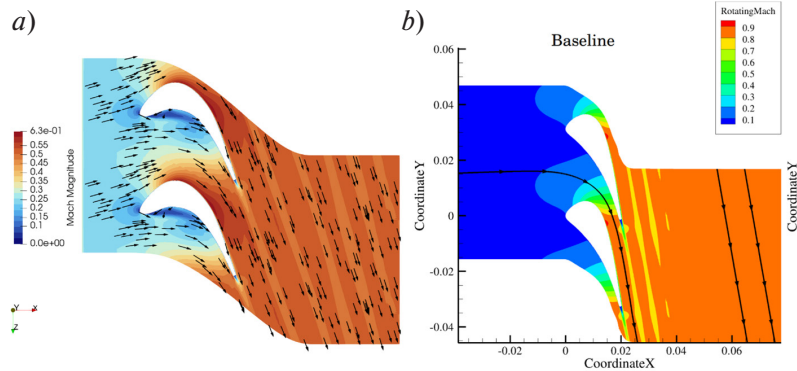 a)
6.3e-01
0.55
0.5
0.45
0.4
0.35
0.3
0.25
0.2
0.15
0.1
0.0e+00
Mach Magnitude
Y
X
Z
b)
Baseline
RotatingMach
0.9
0.8
0.7
0.6
0.5
0.4
0.3
0.2
0.1
0.06
0.04
0.02
0
-0.02
-0.04
CoordinateY
-0.02
0
0.02
0.04
0.06
CoordinateX
CoordinateY